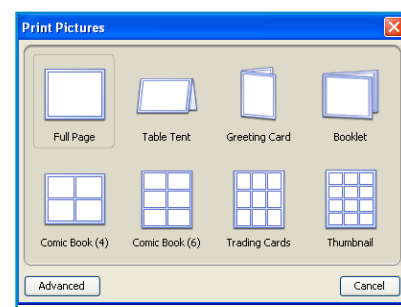 Print Pictures
Full Page Table Tent Greeting Card Booklet
Comic Book (4) Comic Book (6) Trading Cards Thumbnail
Advanced Cancel